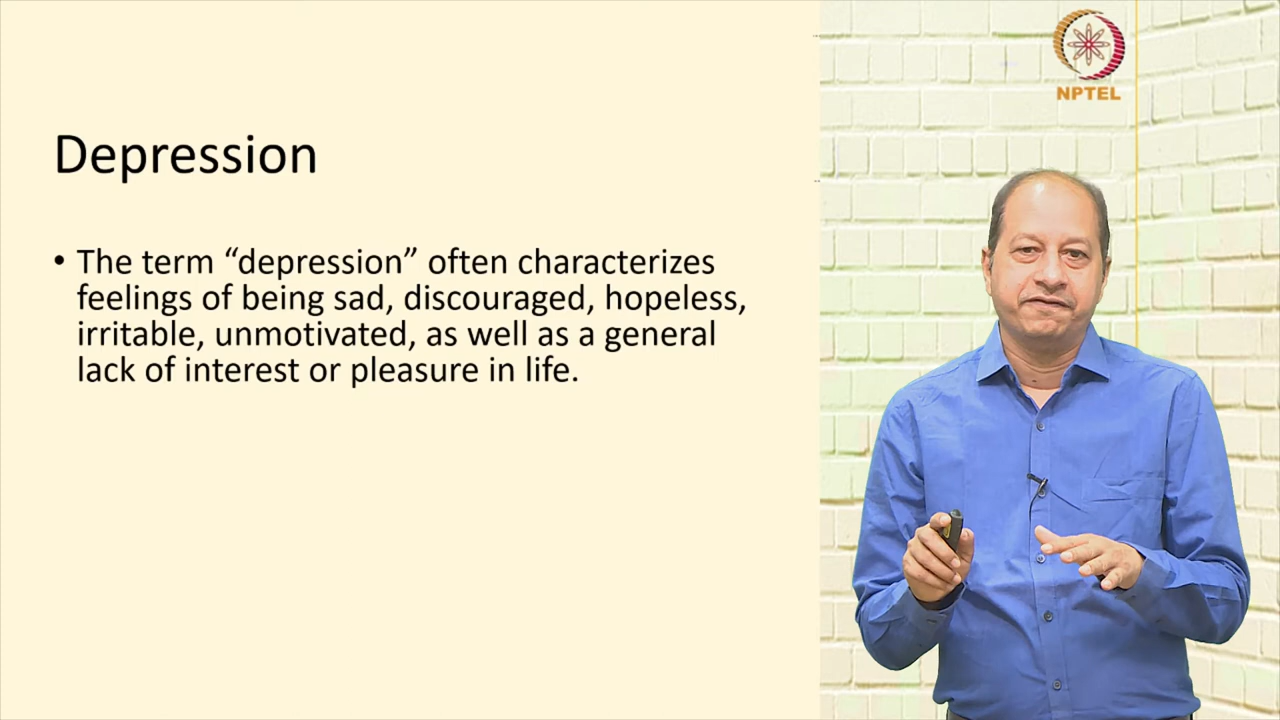 Depression
• The term “depression” often characterizes
feelings of being sad, discouraged, hopeless,
irritable, unmotivated, as well as a general
lack of interest or pleasure in life.
NPTEL